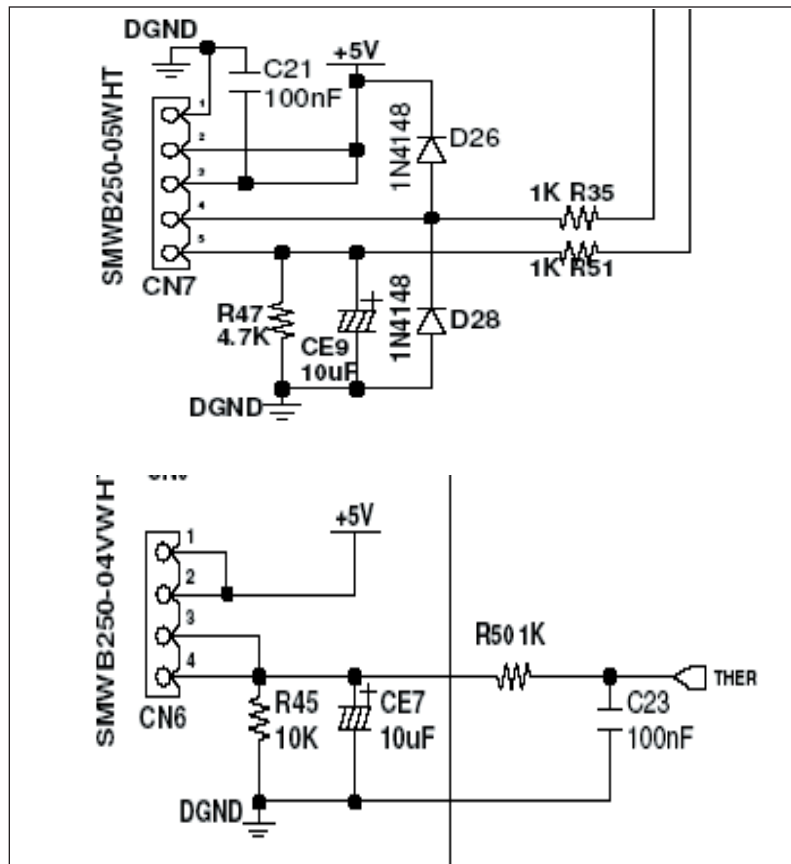 DGND
+5V
C21
100nF
SMWB250-05WHT
1
2
3
4
5
CN7
1N4148
D26
1K R35
1K R51
R47
4.7K
CE9
10uF
1N4148
D28
DGND
SMWB250-04VWHT
1
2
3
4
CN6
+5V
R50 1K
THER
R45
10K
CE7
10uF
C23
100nF
DGND